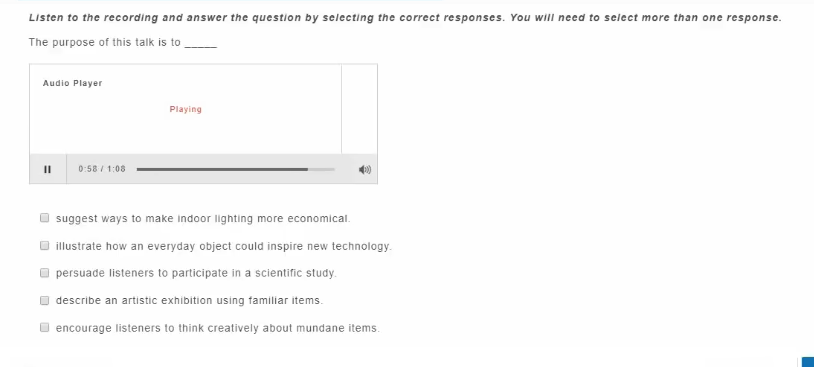 Listen to the recording and answer the question by selecting the correct responses. You will need to select more than one response.
The purpose of this talk is to _____
Audio Player
Playing
0:58 / 1:08
suggest ways to make indoor lighting more economical.
illustrate how an everyday object could inspire new technology.
persuade listeners to participate in a scientific study.
describe an artistic exhibition using familiar items.
encourage listeners to think creatively about mundane items.